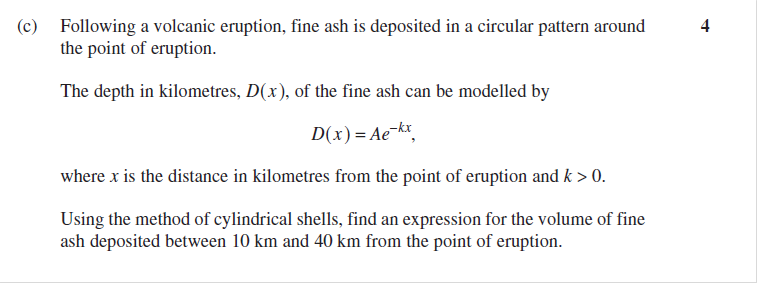 (c) Following a volcanic eruption, fine ash is deposited in a circular pattern around 4
the point of eruption.
The depth in kilometres, D(x), of the fine ash can be modelled by
D(x) = Ae^{-kx},
where x is the distance in kilometres from the point of eruption and k > 0.
Using the method of cylindrical shells, find an expression for the volume of fine
ash deposited between 10 km and 40 km from the point of eruption.